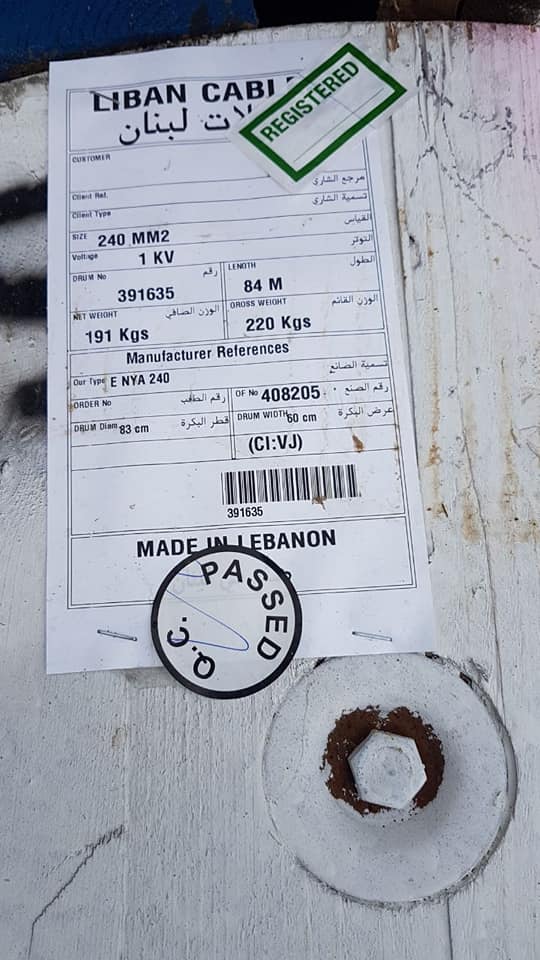 LIBAN CABL
REGISTERED
لات لبنان
CUSTOMER
Client Ref. مرجع الشاري
Client Type تسمية الشاري
SIZE 240 MM2 القياس
Voltage 1 KV التوتر
DRUM No رقم LENGTH الطول
391635 84 M
NET WEIGHT الوزن الصافي GROSS WEIGHT الوزن القائم
191 Kgs 220 Kgs
Manufacturer References
Our Type E NYA 240 تسمية الصانع
ORDER No رقم الطلب OF No 408205 رقم الصنع
DRUM Diam 83 cm قطر البكرة DRUM WIDTH 60 cm عرض البكرة
(CI:VJ)
391635
MADE IN LEBANON
Q.C. PASSED